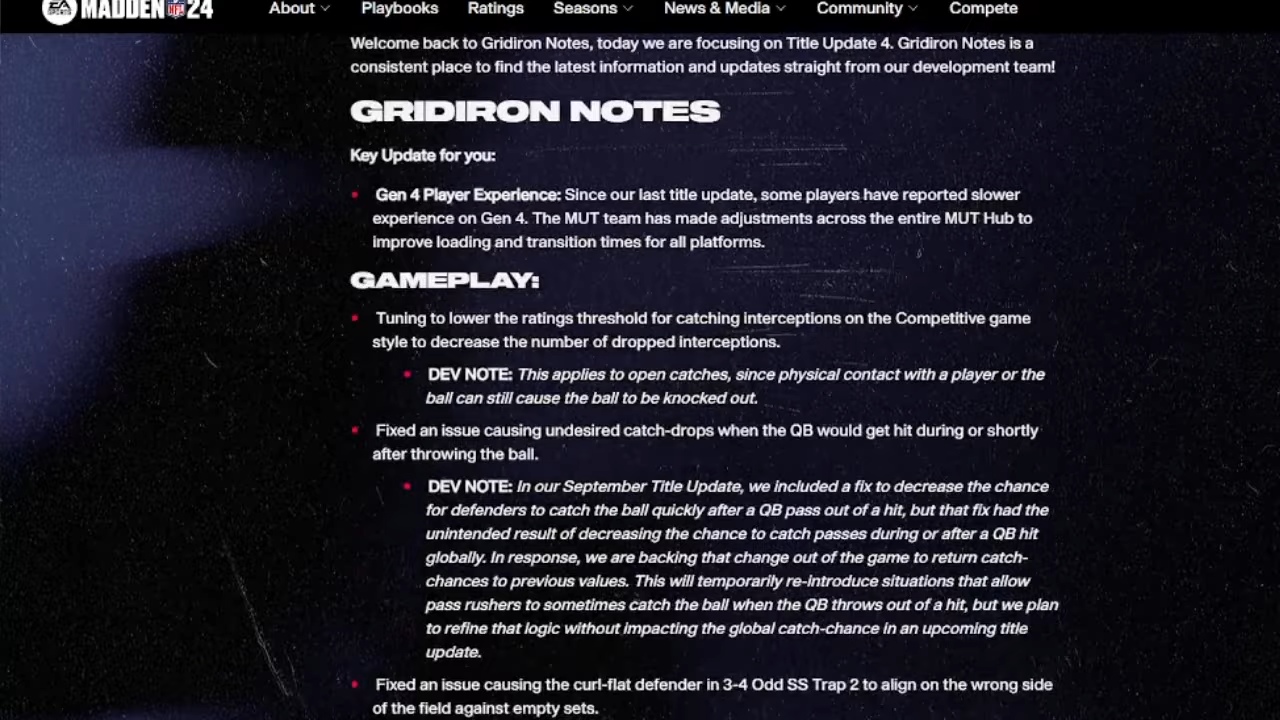 EA SPORTS MADDEN NFL 24 About Playbooks Ratings Seasons News & Media Community Compete
Welcome back to Gridiron Notes, today we are focusing on Title Update 4. Gridiron Notes is a
consistent place to find the latest information and updates straight from our development team!
GRIDIRON NOTES
Key Update for you:
Gen 4 Player Experience: Since our last title update, some players have reported slower
experience on Gen 4. The MUT team has made adjustments across the entire MUT Hub to
improve loading and transition times for all platforms.
GAMEPLAY:
Tuning to lower the ratings threshold for catching interceptions on the Competitive game
style to decrease the number of dropped interceptions.
DEV NOTE: This applies to open catches, since physical contact with a player or the
ball can still cause the ball to be knocked out.
Fixed an issue causing undesired catch-drops when the QB would get hit during or shortly
after throwing the ball.
DEV NOTE: In our September Title Update, we included a fix to decrease the chance
for defenders to catch the ball quickly after a QB pass out of a hit, but that fix had the
unintended result of decreasing the chance to catch passes during or after a QB hit
globally. In response, we are backing that change out of the game to return catch-
chances to previous values. This will temporarily re-introduce situations that allow
pass rushers to sometimes catch the ball when the QB throws out of a hit, but we plan
to refine that logic without impacting the global catch-chance in an upcoming title
update.
Fixed an issue causing the curl-flat defender in 3-4 Odd SS Trap 2 to align on the wrong side
of the field against empty sets.